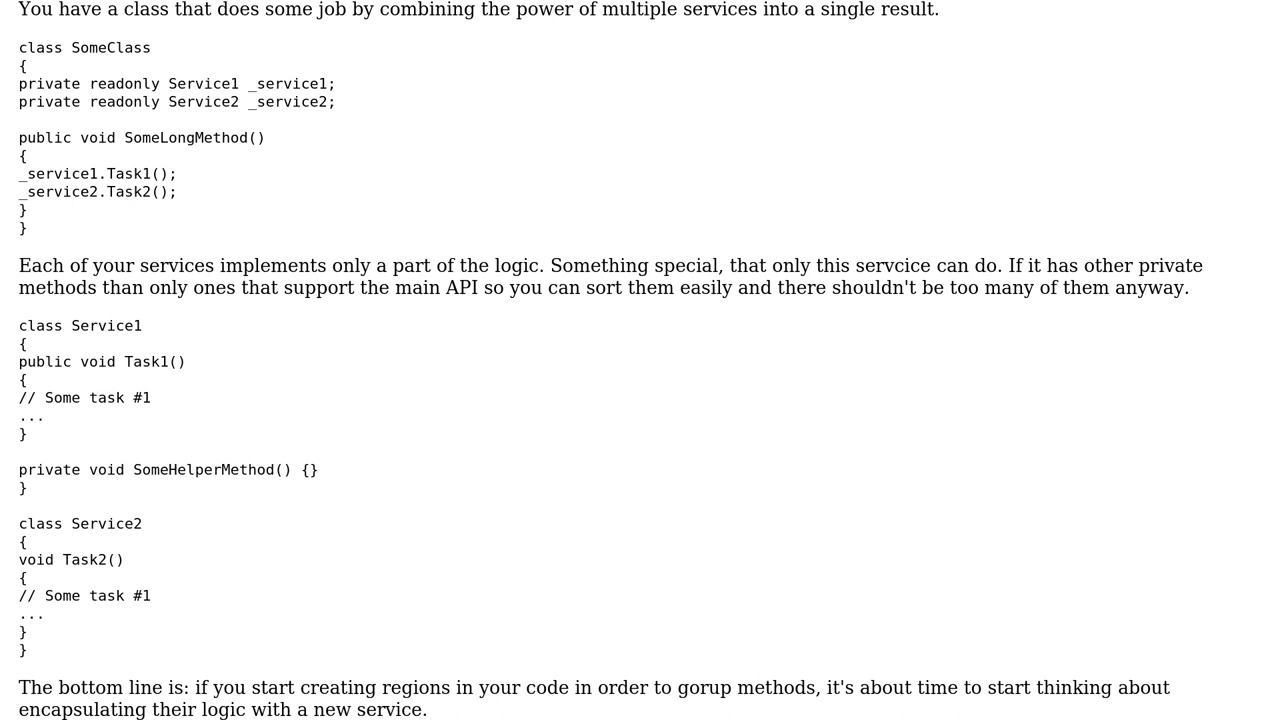 You have a class that does some job by combining the power of multiple services into a single result.
class SomeClass
{
private readonly Service1 _service1;
private readonly Service2 _service2;
public void SomeLongMethod()
{
_service1.Task1();
_service2.Task2();
}
}
Each of your services implements only a part of the logic. Something special, that only this servcice can do. If it has other private
methods than only ones that support the main API so you can sort them easily and there shouldn't be too many of them anyway.
class Service1
{
public void Task1()
{
// Some task #1
...
}
private void SomeHelperMethod() {}
}
class Service2
{
void Task2()
{
// Some task #1
...
}
}
The bottom line is: if you start creating regions in your code in order to gorup methods, it's about time to start thinking about
encapsulating their logic with a new service.